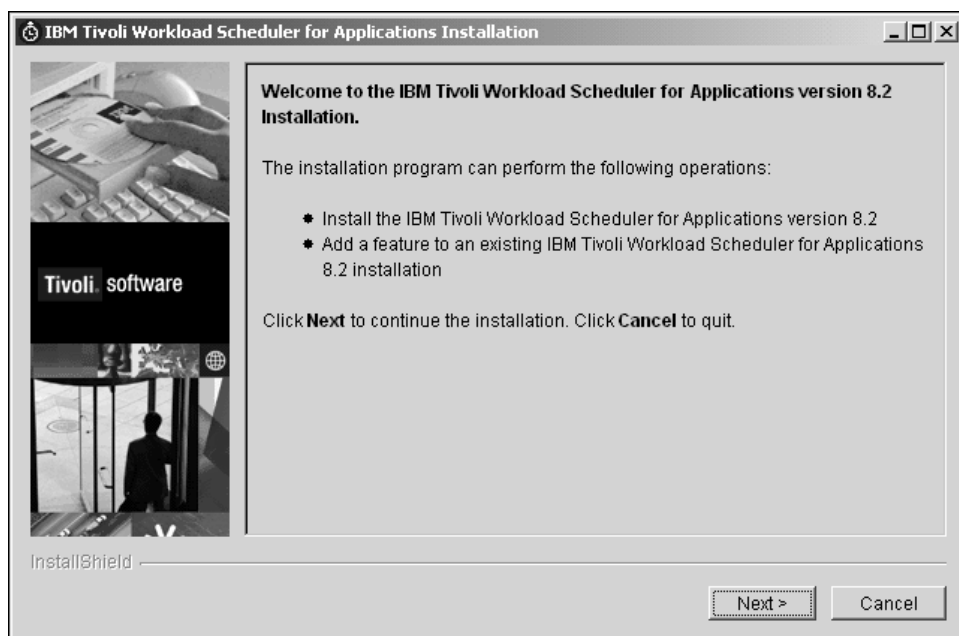 IBM Tivoli Workload Scheduler for Applications Installation
Welcome to the IBM Tivoli Workload Scheduler for Applications version 8.2
Installation.
The installation program can perform the following operations:
Install the IBM Tivoli Workload Scheduler for Applications version 8.2
Add a feature to an existing IBM Tivoli Workload Scheduler for Applications
8.2 installation
Tivoli. software
Click Next to continue the installation. Click Cancel to quit.
InstallShield
Next >
Cancel